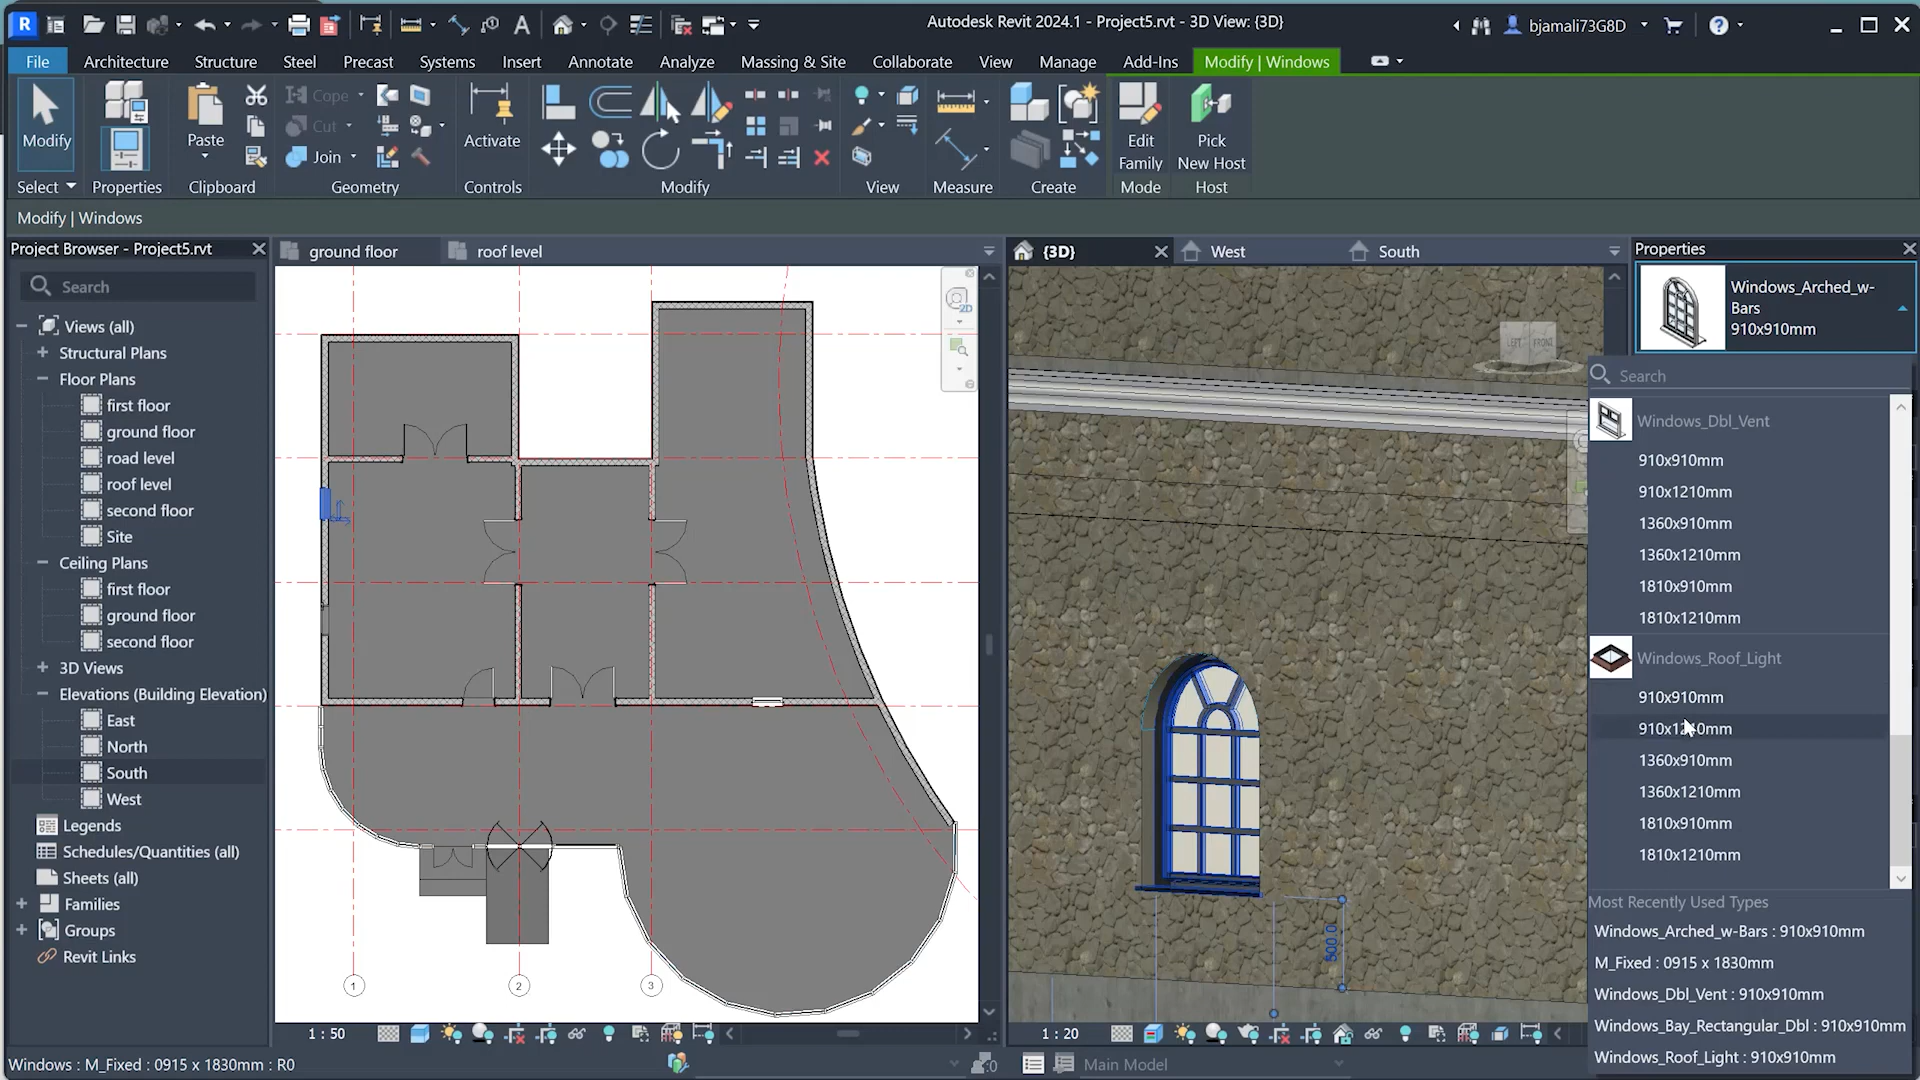 R
2D
Autodesk Revit 2024.1 - Project5.rvt - 3D View: {3D}
bjamali73G8D
File
Architecture
Structure
Steel
Precast
Systems
Insert
Annotate
Analyze
Massing & Site
Collaborate
View
Manage
Add-Ins
Modify | Windows
Modify
Paste
Cope
Cut
Join
Activate
Edit
Family
Pick
New Host
Select
Properties
Clipboard
Geometry
Controls
Modify
View
Measure
Create
Mode
Host
Modify | Windows
Project Browser - Project5.rvt
Search
Views (all)
Structural Plans
Floor Plans
first floor
ground floor
road level
roof level
second floor
Site
Ceiling Plans
first floor
ground floor
second floor
3D Views
Elevations (Building Elevation)
East
North
South
West
Legends
Schedules/Quantities (all)
Sheets (all)
Families
Groups
Revit Links
ground floor
roof level
1
2
3
1 : 50
{3D}
West
South
LEFT
FRONT
500.0
1 : 20
Properties
Windows_Arched_w-
Bars
910x910mm
Search
Windows_Dbl_Vent
910x910mm
910x1210mm
1360x910mm
1360x1210mm
1810x910mm
1810x1210mm
Windows_Roof_Light
910x910mm
910x1210mm
1360x910mm
1360x1210mm
1810x910mm
1810x1210mm
Most Recently Used Types
Windows_Arched_w-Bars : 910x910mm
M_Fixed : 0915 x 1830mm
Windows_Dbl_Vent : 910x910mm
Windows_Bay_Rectangular_Dbl : 910x910mm
Windows_Roof_Light : 910x910mm
Windows : M_Fixed : 0915 x 1830mm : R0
:0
Main Model